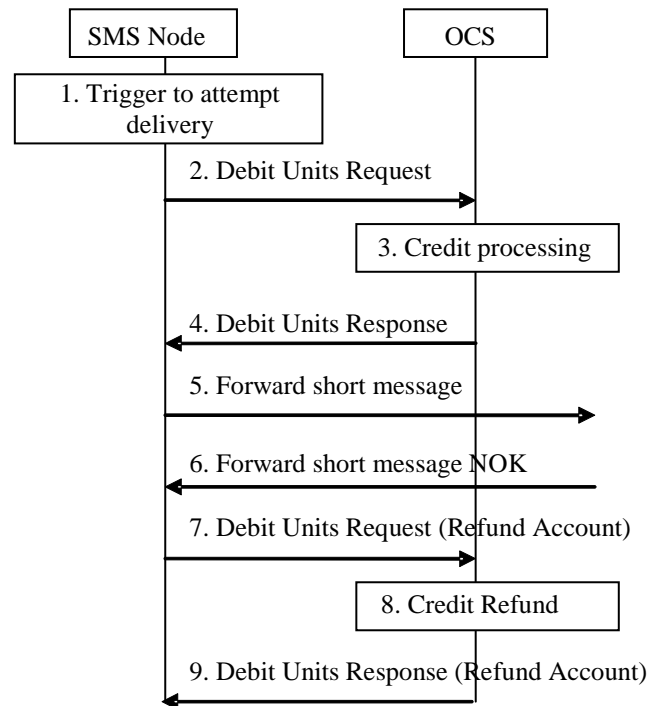 SMS Node
OCS
1. Trigger to attempt
delivery
2. Debit Units Request
3. Credit processing
4. Debit Units Response
5. Forward short message
6. Forward short message NOK
7. Debit Units Request (Refund Account)
8. Credit Refund
9. Debit Units Response (Refund Account)